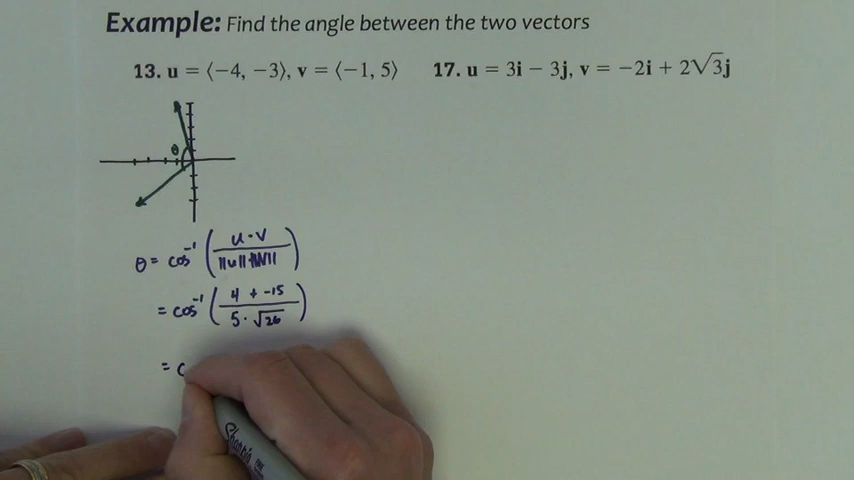 Example: Find the angle between the two vectors
13. u = ⟨−4, −3⟩, v = ⟨−1, 5⟩ 17. u = 3i − 3j, v = −2i + 2√3j
θ
θ = cos⁻¹ (u · v / ||u|| ||v||)
= cos⁻¹ (4 + -15 / 5 · √26)
= c
Sharpie